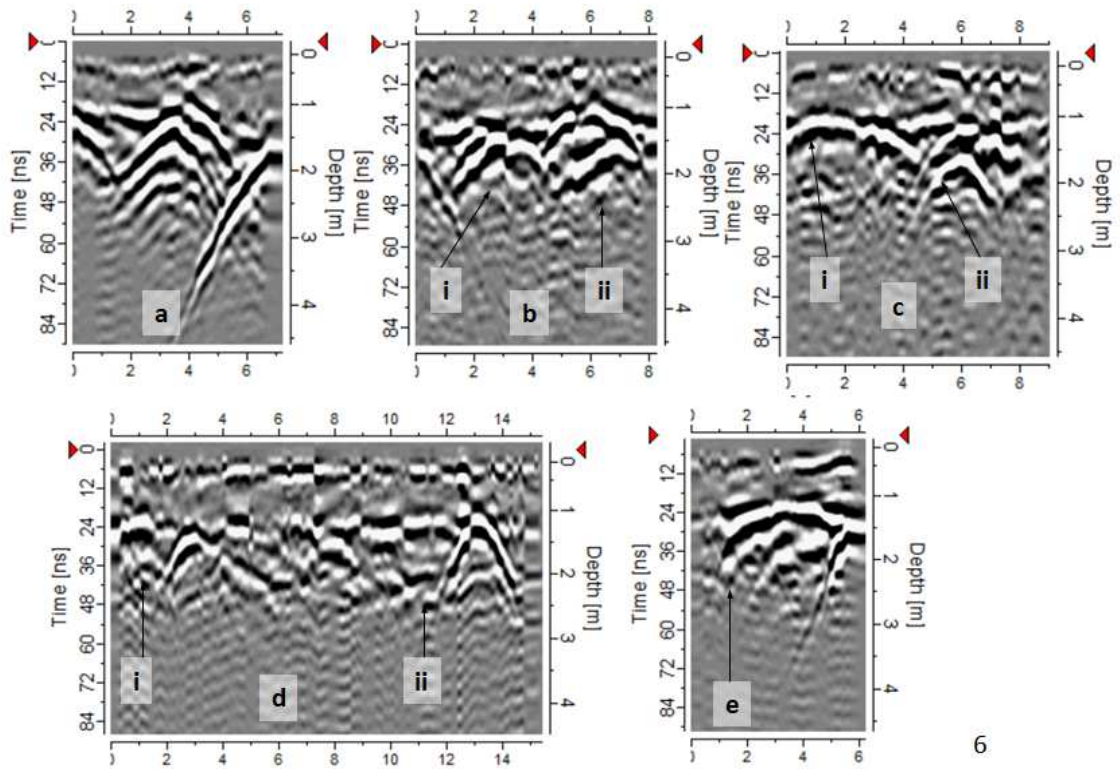 0 2 4 6
0 2 4 6 8
0 2 4 6 8
0 12 24 36 48 60 72 84
Time [ns]
0 1 2 3 4
Depth [m]
a
0 2 4 6
0 12 24 36 48 60 72 84
Time [ns]
0 1 2 3 4
Depth [m]
i
b
ii
0 2 4 6 8
0 12 24 36 48 60 72 84
Time [ns]
0 1 2 3 4
Depth [m]
i
c
ii
0 2 4 6 8
0 2 4 6 8 10 12 14
0 2 4 6
0 12 24 36 48 60 72 84
Time [ns]
0 1 2 3 4
Depth [m]
i
d
ii
0 2 4 6 8 10 12 14
12 24 36 48 60 72 84
Time [ns]
0 1 2 3 4
Depth [m]
e
0 2 4 6
6